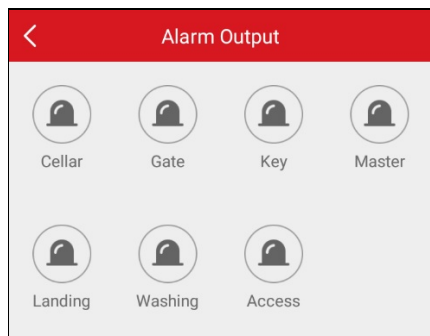 Alarm Output
Cellar Gate Key Master
Landing Washing Access